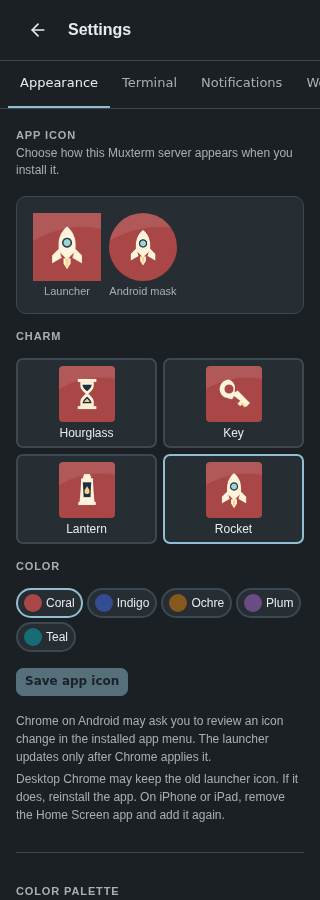 Settings
Appearance Terminal Notifications
APP ICON
Choose how this Muxterm server appears when you
install it.
Launcher Android mask
CHARM
Hourglass Key
Lantern Rocket
COLOR
Coral Indigo Ochre Plum
Teal
Save app icon
Chrome on Android may ask you to review an icon
change in the installed app menu. The launcher
updates only after Chrome applies it.
Desktop Chrome may keep the old launcher icon. If it
does, reinstall the app. On iPhone or iPad, remove
the Home Screen app and add it again.
COLOR PALETTE